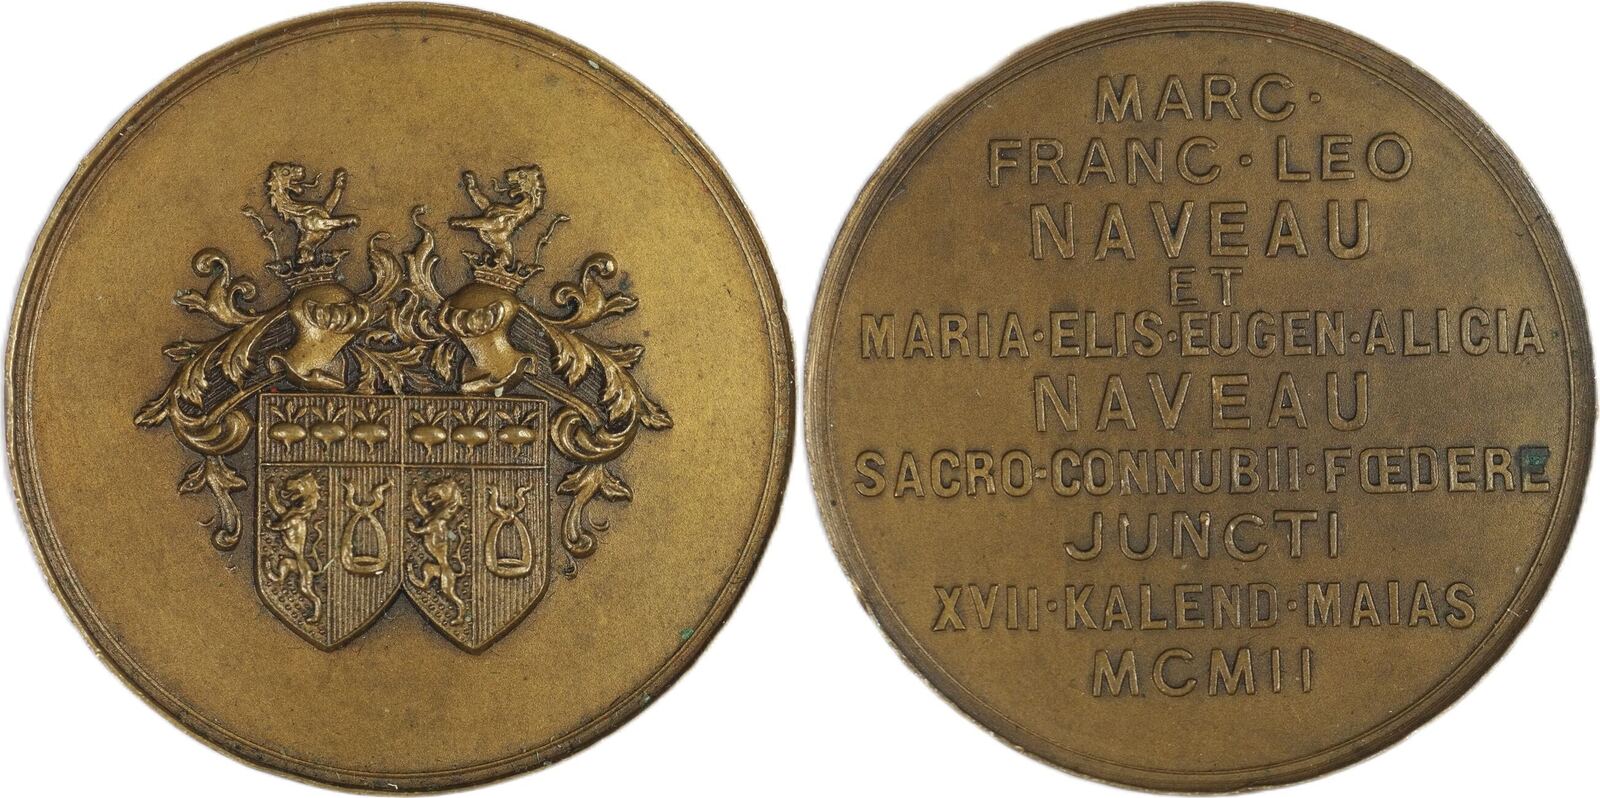 MARC·
FRANC·LEO
NAVEAU
ET
MARIA·ELIS·EUGEN·ALICIA
NAVEAU
SACRO·CONNUBII·FŒDERE
JUNCTI
XVII·KALEND·MAIAS
MCMII